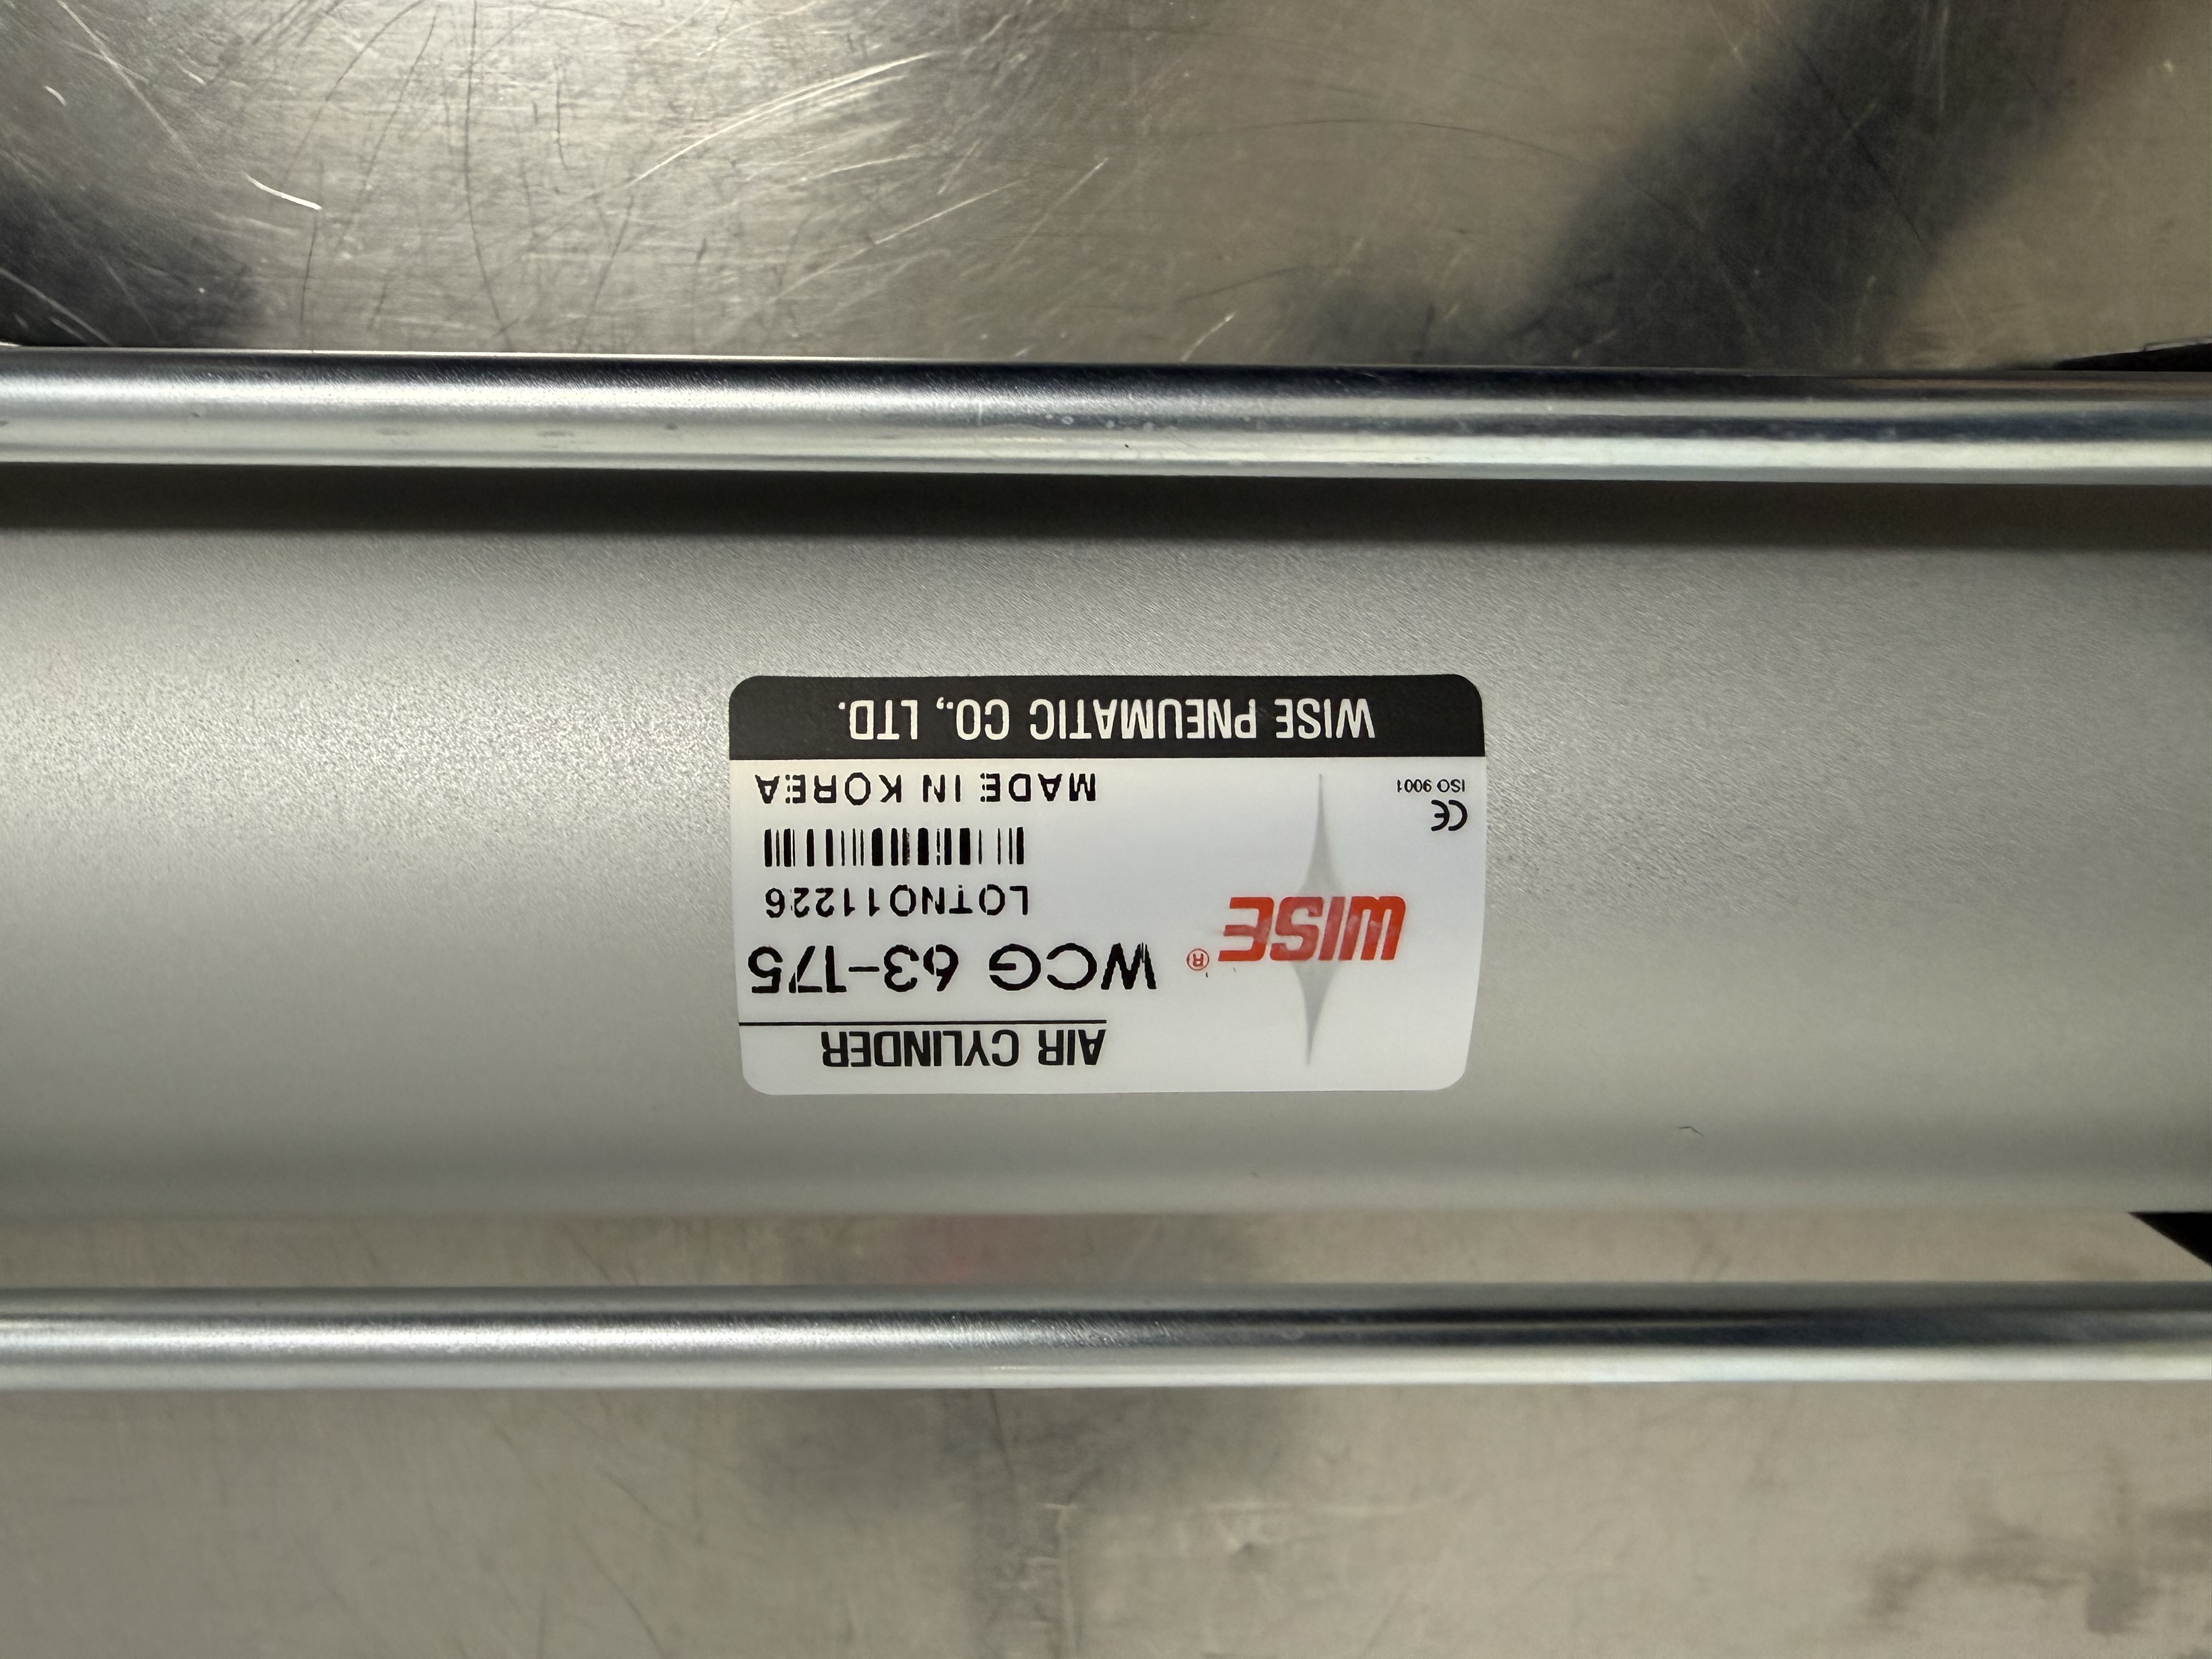 AIR CYLINDER
WISE®
WCG 63-175
LOTNO11226
CE
ISO 9001
MADE IN KOREA
WISE PNEUMATIC CO., LTD.